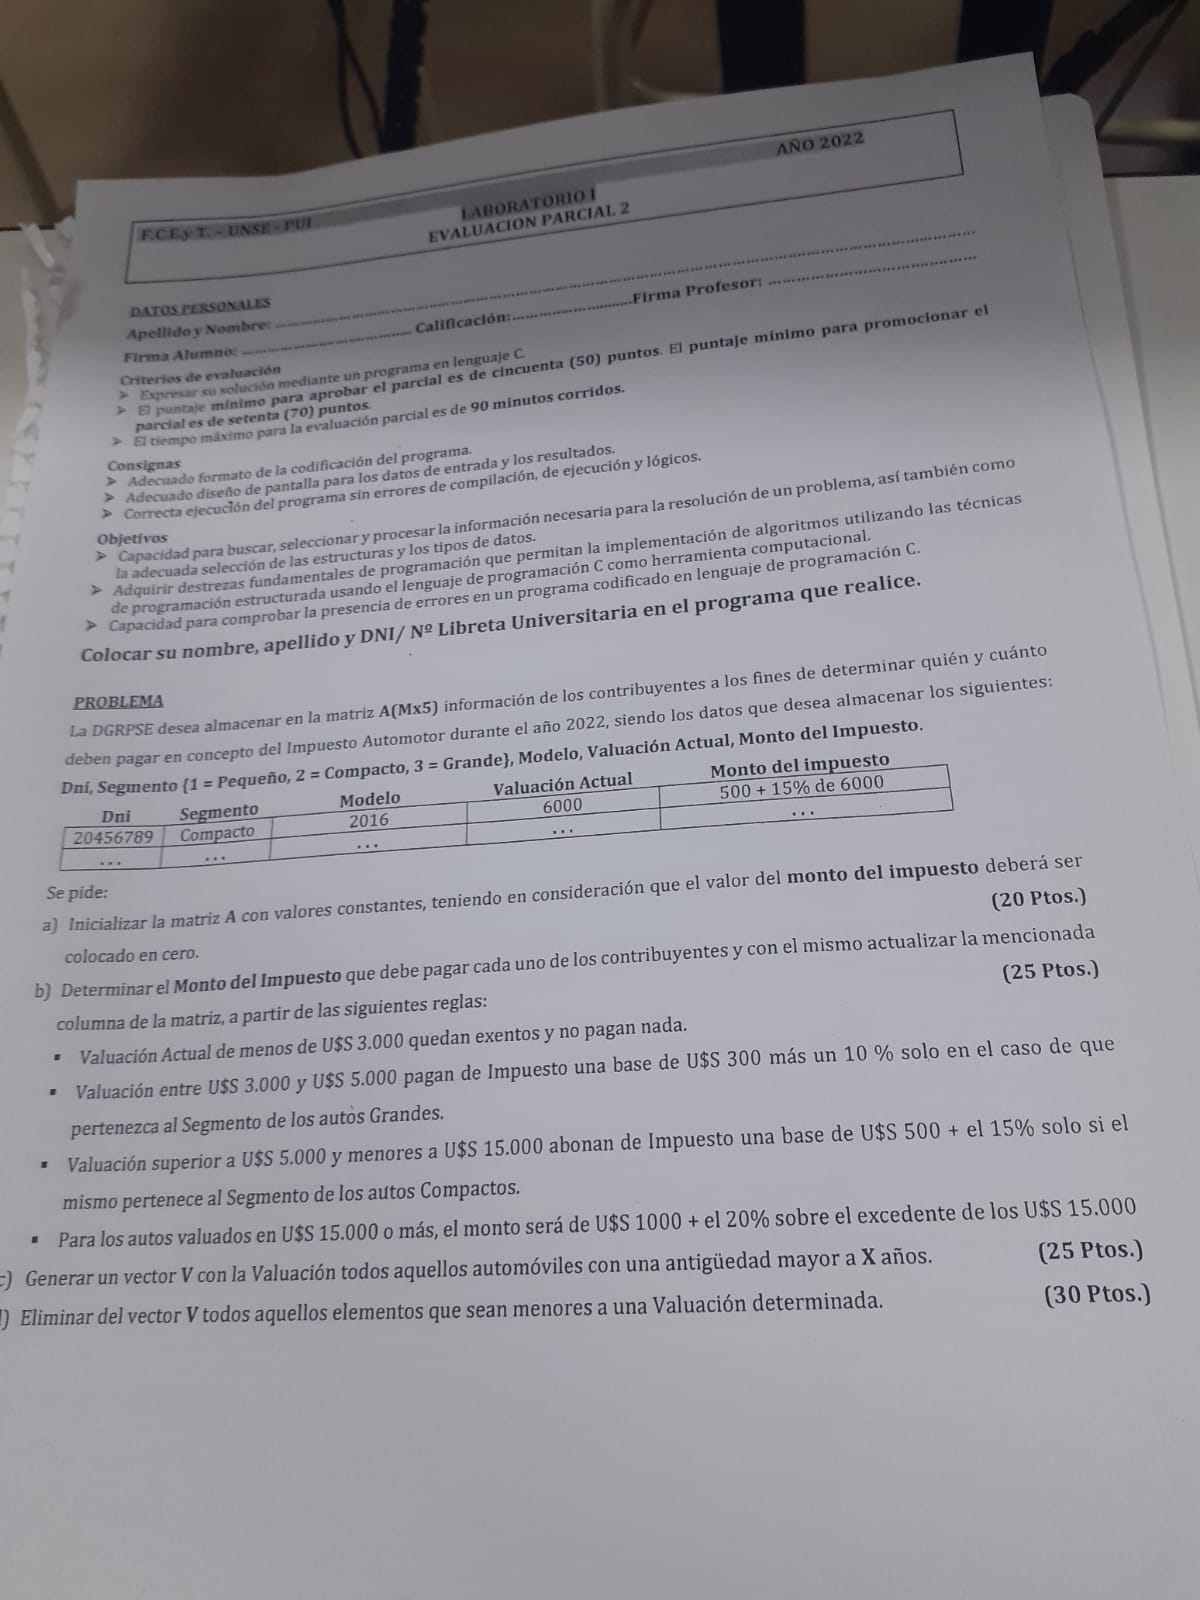 AÑO 2022
F.C.E.y T. – UNSE - PUI
LABORATORIO I
EVALUACION PARCIAL 2
DATOS PERSONALES
Apellido y Nombre: ....................
Firma Alumno: .................... Calificación:....................Firma Profesor: ....................
Criterios de evaluación
➤ Expresar su solución mediante un programa en lenguaje C.
➤ El puntaje mínimo para aprobar el parcial es de cincuenta (50) puntos. El puntaje mínimo para promocionar el
parcial es de setenta (70) puntos.
➤ El tiempo máximo para la evaluación parcial es de 90 minutos corridos.
Consignas
➤ Adecuado formato de la codificación del programa.
➤ Adecuado diseño de pantalla para los datos de entrada y los resultados.
➤ Correcta ejecución del programa sin errores de compilación, de ejecución y lógicos.
Objetivos
➤ Capacidad para buscar, seleccionar y procesar la información necesaria para la resolución de un problema, así también como
la adecuada selección de las estructuras y los tipos de datos.
➤ Adquirir destrezas fundamentales de programación que permitan la implementación de algoritmos utilizando las técnicas
de programación estructurada usando el lenguaje de programación C como herramienta computacional.
➤ Capacidad para comprobar la presencia de errores en un programa codificado en lenguaje de programación C.
Colocar su nombre, apellido y DNI/ Nº Libreta Universitaria en el programa que realice.
PROBLEMA
La DGRPSE desea almacenar en la matriz A(Mx5) información de los contribuyentes a los fines de determinar quién y cuánto
deben pagar en concepto del Impuesto Automotor durante el año 2022, siendo los datos que desea almacenar los siguientes:
Dni, Segmento {1 = Pequeño, 2 = Compacto, 3 = Grande}, Modelo, Valuación Actual, Monto del Impuesto.
Dni Segmento Modelo Valuación Actual Monto del impuesto
20456789 Compacto 2016 6000 500 + 15% de 6000
... ... ... ... ...
Se pide:
a) Inicializar la matriz A con valores constantes, teniendo en consideración que el valor del monto del impuesto deberá ser
colocado en cero. (20 Ptos.)
b) Determinar el Monto del Impuesto que debe pagar cada uno de los contribuyentes y con el mismo actualizar la mencionada
columna de la matriz, a partir de las siguientes reglas: (25 Ptos.)
▪ Valuación Actual de menos de U$S 3.000 quedan exentos y no pagan nada.
▪ Valuación entre U$S 3.000 y U$S 5.000 pagan de Impuesto una base de U$S 300 más un 10 % solo en el caso de que
pertenezca al Segmento de los autos Grandes.
▪ Valuación superior a U$S 5.000 y menores a U$S 15.000 abonan de Impuesto una base de U$S 500 + el 15% solo si el
mismo pertenece al Segmento de los autos Compactos.
▪ Para los autos valuados en U$S 15.000 o más, el monto será de U$S 1000 + el 20% sobre el excedente de los U$S 15.000
c) Generar un vector V con la Valuación todos aquellos automóviles con una antigüedad mayor a X años. (25 Ptos.)
) Eliminar del vector V todos aquellos elementos que sean menores a una Valuación determinada. (30 Ptos.)